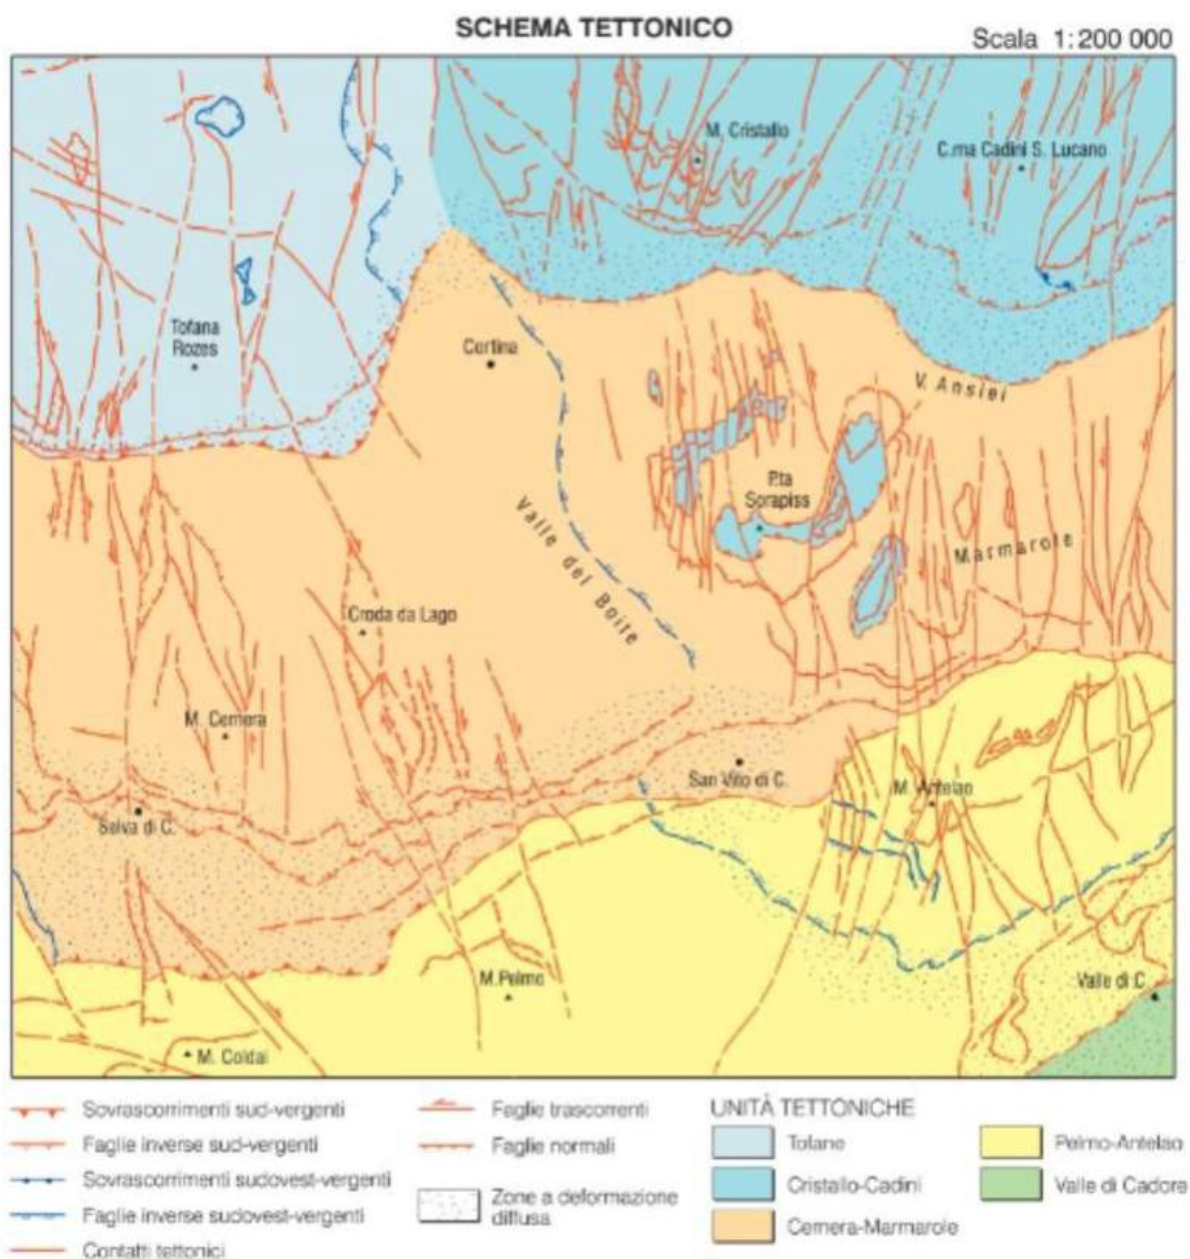 SCHEMA TETTONICO
Scala 1:200 000
M. Cristallo
C.ma Cadini S. Lucano
Tofana
Rozes
Cortina
V. Ansiei
P.ta
Sorapiss
Valle del Boite
Marmarole
Croda da Lago
M. Cernera
San Vito di C.
M. Antelao
Selva di C.
M. Pelmo
Valle di C.
M. Coldai
Sovrascorrimenti sud-vergenti
Faglie inverse sud-vergenti
Sovrascorrimenti sudovest-vergenti
Faglie inverse sudovest-vergenti
Contatti tettonici
Faglie trascorrenti
Faglie normali
Zone a deformazione
diffusa
UNITÀ TETTONICHE
Tofane
Cristallo-Cadini
Cernera-Marmarole
Pelmo-Antelao
Valle di Cadore